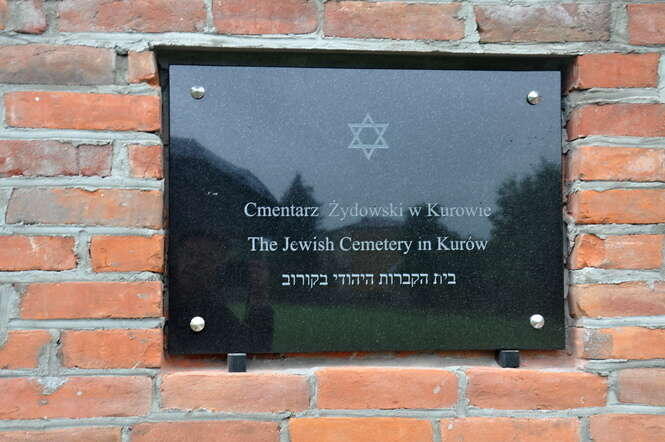 Cmentarz Żydowski w Kurowie
The Jewish Cemetery in Kurów
בית הקברות היהודי בקורוב